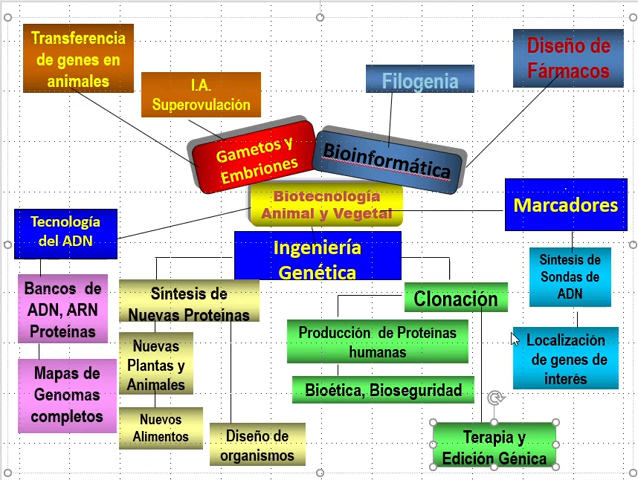 Transferencia
de genes en
animales
I.A.
Superovulación
Filogenia
Diseño de
Fármacos
Gametos y
Embriones
Bioinformática
Biotecnología
Animal y Vegetal
Marcadores
Tecnología
del ADN
Ingeniería
Genética
Bancos de
ADN, ARN
Proteínas
Síntesis de
Nuevas Proteínas
Clonación
Síntesis de
Sondas de
ADN
Producción de Proteínas
humanas
Nuevas
Plantas y
Animales
Localización
de genes de
interés
Mapas de
Genomas
completos
Bioética, Bioseguridad
Nuevos
Alimentos
Diseño de
organismos
Terapia y
Edición Génica